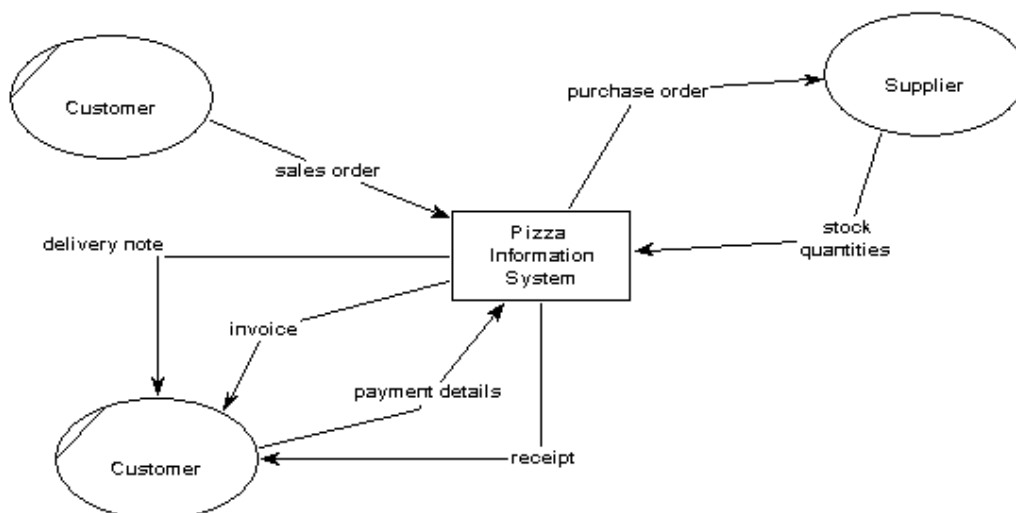 Customer
purchase order
Supplier
sales order
Pizza
Information
System
stock
quantities
delivery note
invoice
payment details
Customer
receipt